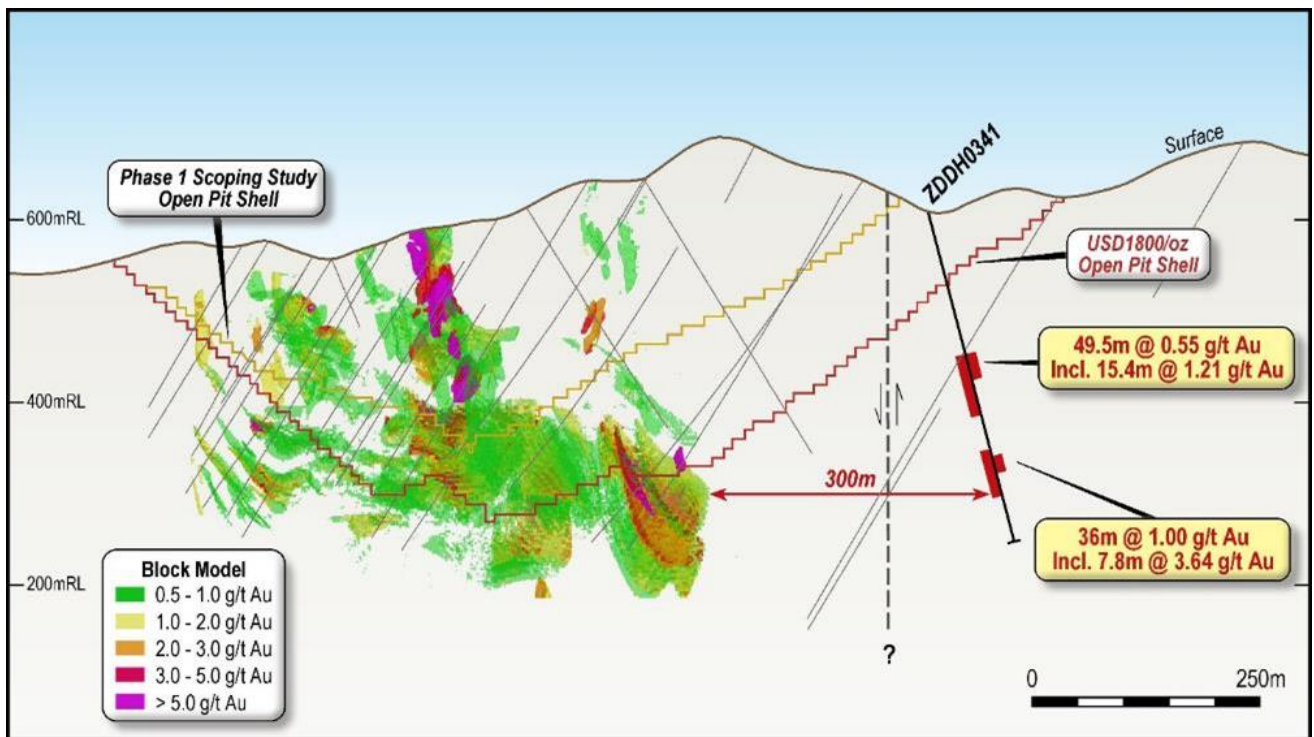 Phase 1 Scoping Study
Open Pit Shell
ZDDH0341
Surface
600mRL
USD1800/oz
Open Pit Shell
49.5m @ 0.55 g/t Au
Incl. 15.4m @ 1.21 g/t Au
400mRL
300m
36m @ 1.00 g/t Au
Incl. 7.8m @ 3.64 g/t Au
200mRL
Block Model
0.5 - 1.0 g/t Au
1.0 - 2.0 g/t Au
2.0 - 3.0 g/t Au
3.0 - 5.0 g/t Au
> 5.0 g/t Au
?
0 250m